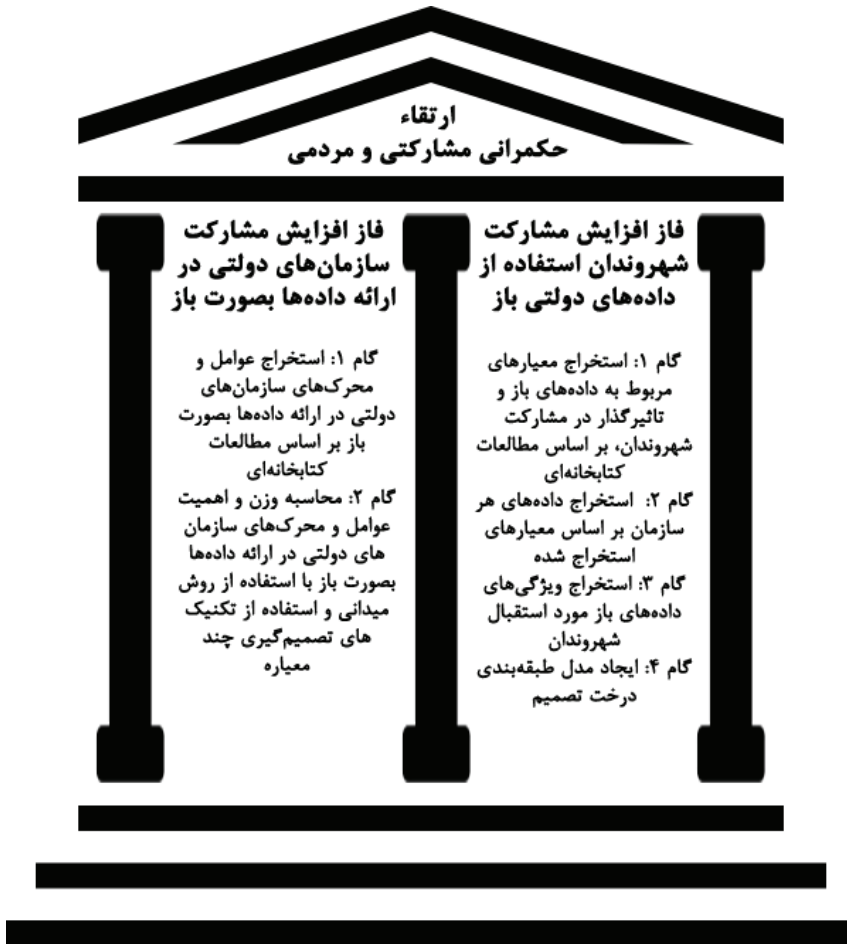 ارتقاء
حکمرانی مشارکتی و مردمی
فاز افزایش مشارکت
شهروندان استفاده از
داده‌های دولتی باز
گام ۱: استخراج معیارهای
مربوط به داده‌های باز و
تاثیرگذار در مشارکت
شهروندان، بر اساس مطالعات
کتابخانه‌ای
گام ۲: استخراج داده‌های هر
سازمان بر اساس معیارهای
استخراج شده
گام ۳: استخراج ویژگی‌های
داده‌های باز مورد استقبال
شهروندان
گام ۴: ایجاد مدل طبقه‌بندی
درخت تصمیم
فاز افزایش مشارکت
سازمان‌های دولتی در
ارائه داده‌ها بصورت باز
گام ۱: استخراج عوامل و
محرک‌های سازمان‌های
دولتی در ارائه داده‌ها بصورت
باز بر اساس مطالعات
کتابخانه‌ای
گام ۲: محاسبه وزن و اهمیت
عوامل و محرک‌های سازمان
های دولتی در ارائه داده‌ها
بصورت باز با استفاده از روش
میدانی و استفاده از تکنیک
های تصمیم‌گیری چند
معیاره